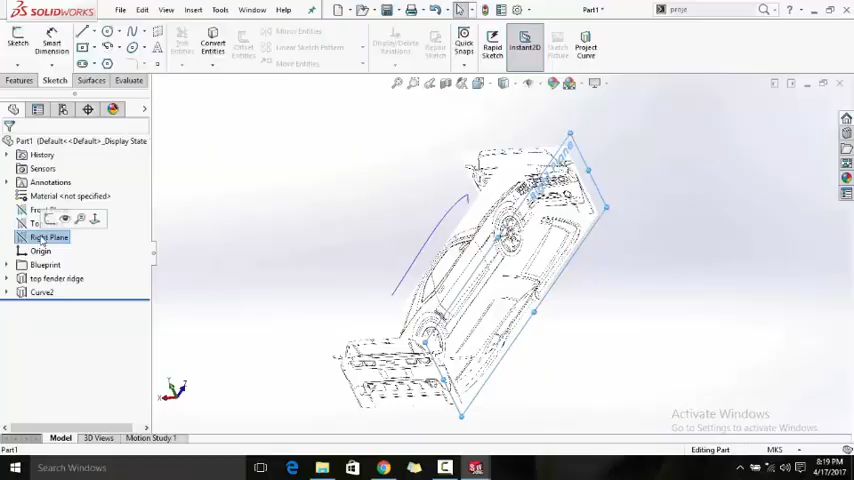 SOLIDWORKS
File
Edit
View
Insert
Tools
Window
Help
Part1 *
proje
Sketch
Smart Dimension
Trim Entities
Convert Entities
Offset Entities
Mirror Entities
Linear Sketch Pattern
Move Entities
Display/Delete Relations
Repair Sketch
Quick Snaps
Rapid Sketch
Instant2D
Sketch Picture
Project Curve
Features
Sketch
Surfaces
Evaluate
Part1 (Default<<Default>_Display State
History
Sensors
Annotations
Material <not specified>
Right Plane
Origin
Blueprint
top fender ridge
Curve2
X
Y
Z
Activate Windows
Go to Settings to activate Windows.
Model
3D Views
Motion Study 1
Part1
Editing Part
MKS
Search Windows
8:19 PM
4/17/2017